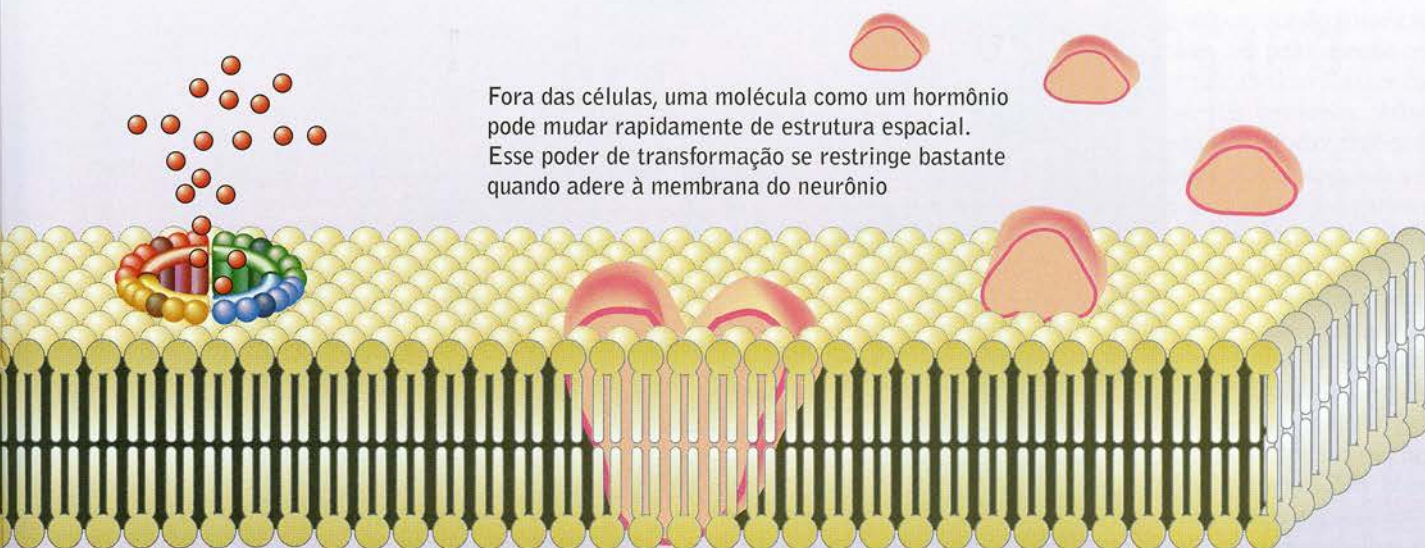 Fora das células, uma molécula como um hormônio
pode mudar rapidamente de estrutura espacial.
Esse poder de transformação se restringe bastante
quando adere à membrana do neurônio